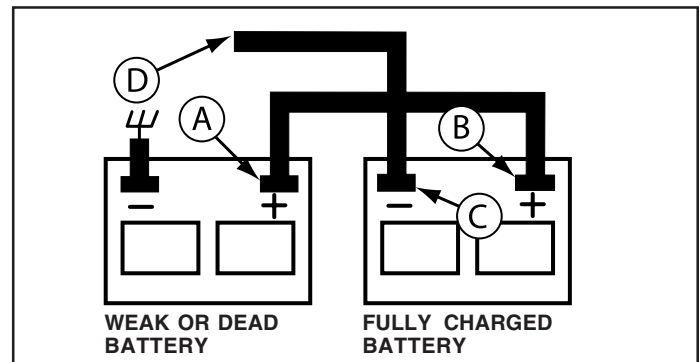 D
A
B
− + − +
C
WEAK OR DEAD
BATTERY
FULLY CHARGED
BATTERY